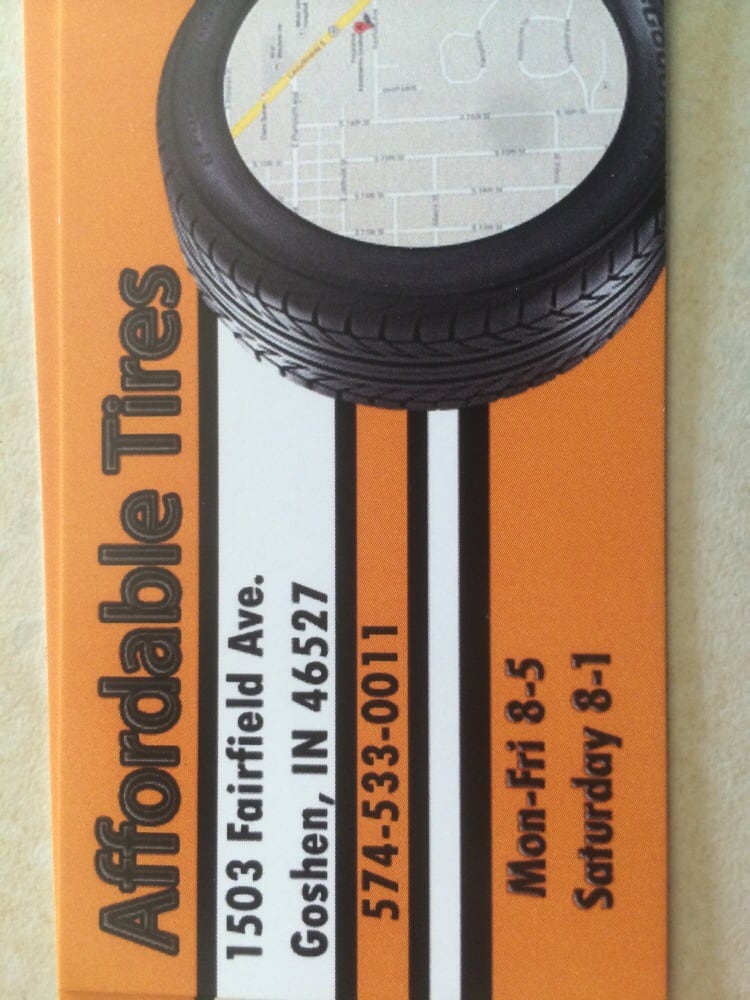 Affordable Tires
1503 Fairfield Ave.
Goshen, IN 46527
574-533-0011
Mon-Fri 8-5
Saturday 8-1